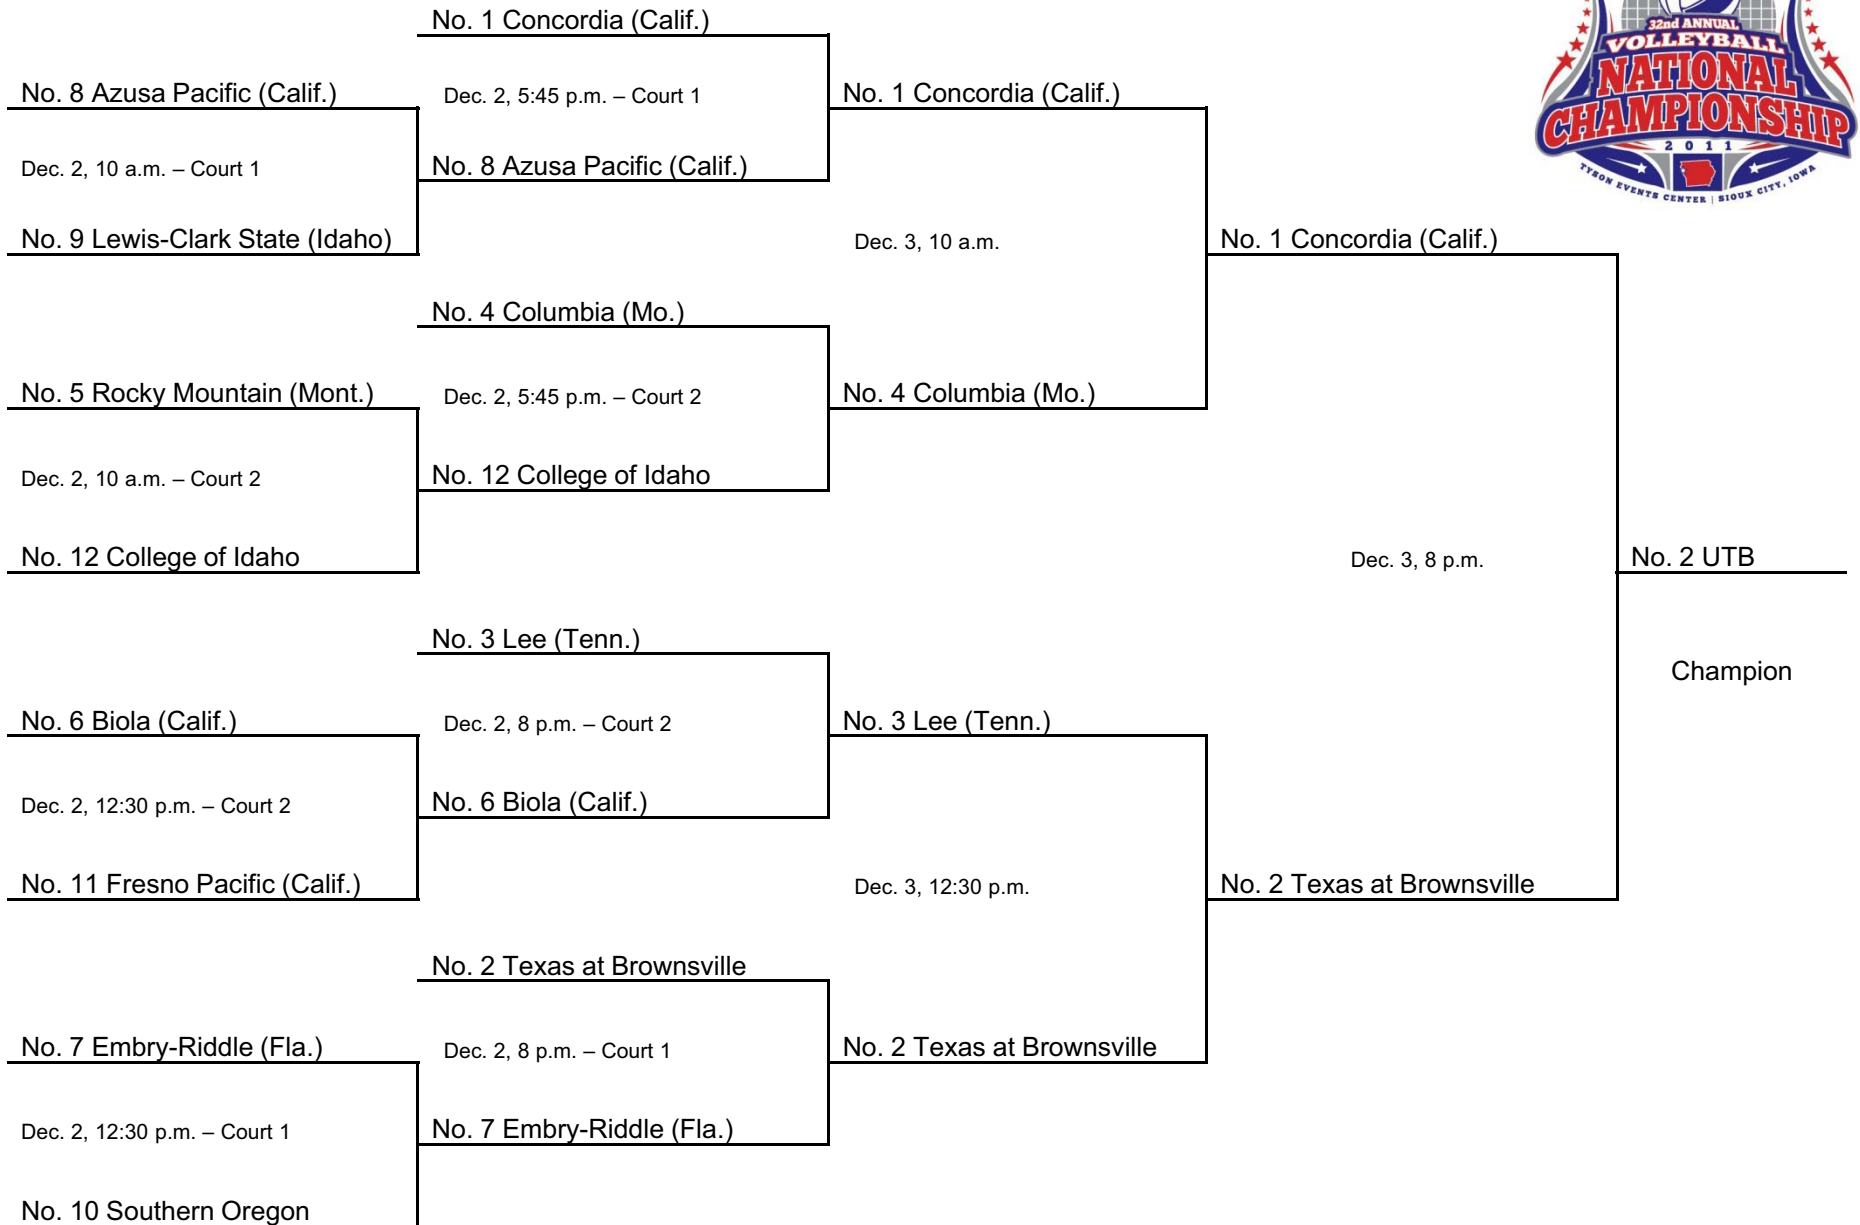 No. 1 Concordia (Calif.)
No. 8 Azusa Pacific (Calif.)
Dec. 2, 5:45 p.m. – Court 1
No. 1 Concordia (Calif.)
Dec. 2, 10 a.m. – Court 1
No. 8 Azusa Pacific (Calif.)
No. 9 Lewis-Clark State (Idaho)
Dec. 3, 10 a.m.
No. 1 Concordia (Calif.)
No. 4 Columbia (Mo.)
No. 5 Rocky Mountain (Mont.)
Dec. 2, 5:45 p.m. – Court 2
No. 4 Columbia (Mo.)
Dec. 2, 10 a.m. – Court 2
No. 12 College of Idaho
No. 12 College of Idaho
Dec. 3, 8 p.m.
No. 2 UTB
No. 3 Lee (Tenn.)
Champion
No. 6 Biola (Calif.)
Dec. 2, 8 p.m. – Court 2
No. 3 Lee (Tenn.)
Dec. 2, 12:30 p.m. – Court 2
No. 6 Biola (Calif.)
No. 11 Fresno Pacific (Calif.)
Dec. 3, 12:30 p.m.
No. 2 Texas at Brownsville
No. 2 Texas at Brownsville
No. 7 Embry-Riddle (Fla.)
Dec. 2, 8 p.m. – Court 1
No. 2 Texas at Brownsville
Dec. 2, 12:30 p.m. – Court 1
No. 7 Embry-Riddle (Fla.)
No. 10 Southern Oregon
32nd ANNUAL
VOLLEYBALL
NATIONAL
CHAMPIONSHIP
2011
TYSON EVENTS CENTER | SIOUX CITY, IOWA